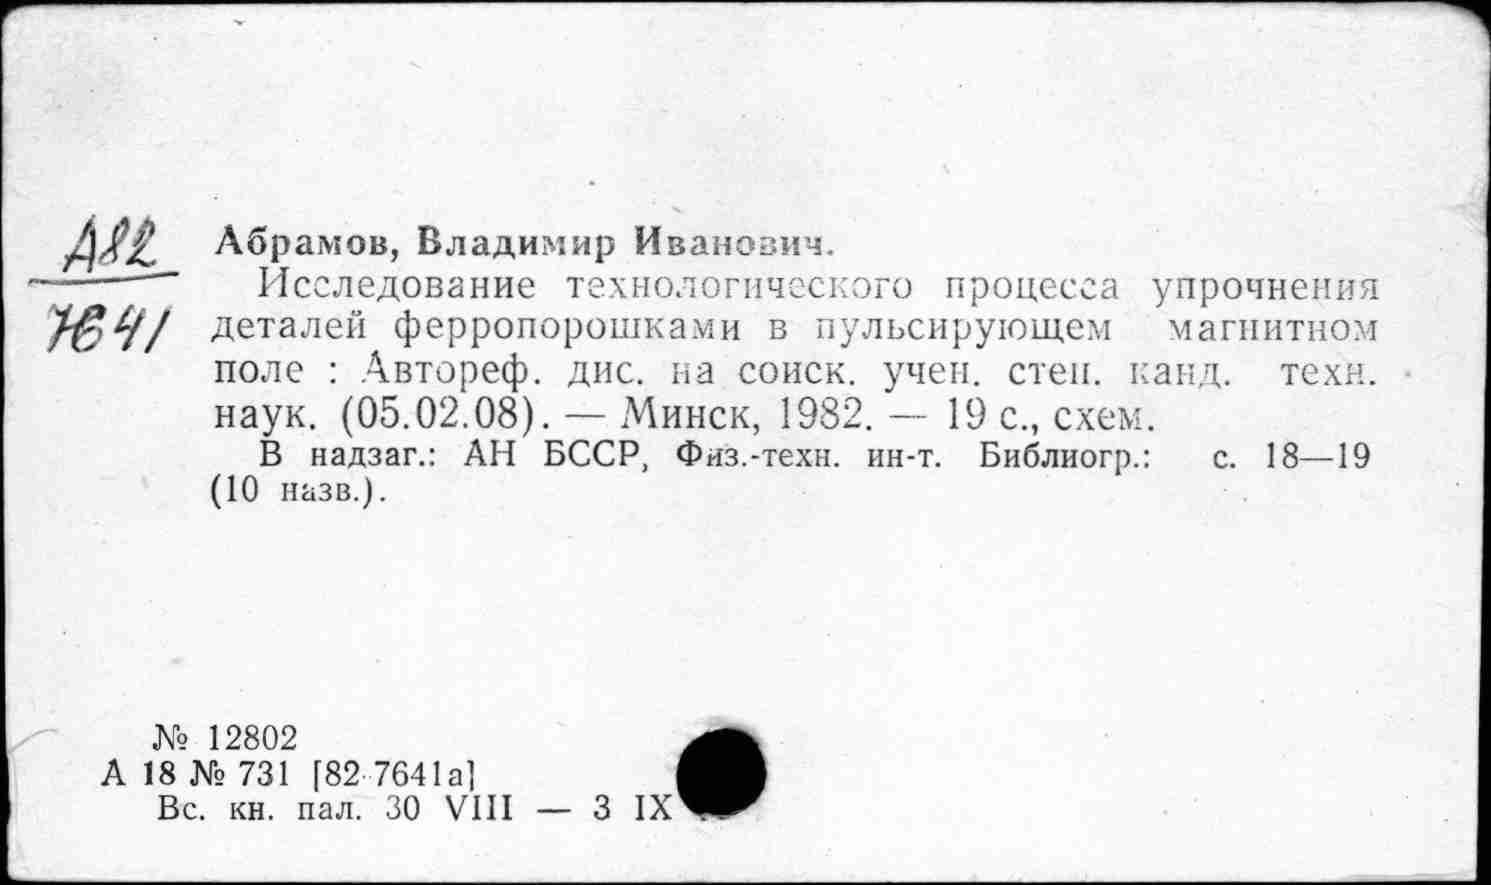 Д82
7641
Абрамов, Владимир Иванович.
Исследование технологического процесса упрочнения
деталей ферропорошками в пульсирующем магнитном
поле : Автореф. дис. на соиск. учен. степ. канд. техн.
наук. (05.02.08). — Минск, 1982. — 19 с., схем.
В надзаг.: АН БССР, Физ.-техн. ин-т. Библиогр.: с. 18—19
(10 назв.).
№ 12802
А 18 № 731 [82-7641а]
Вс. кн. пал. 30 VIII — 3 IX